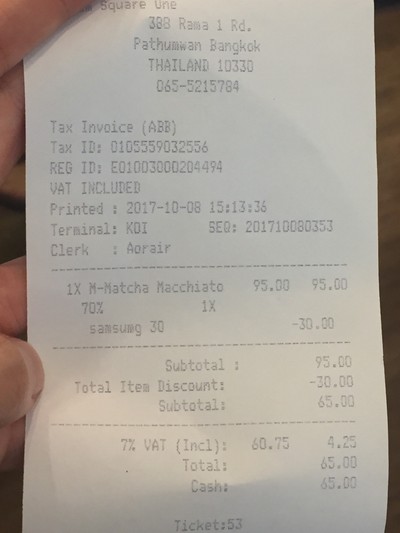 Square One
388 Rama 1 Rd.
Pathumwan Bangkok
THAILAND 10330
065-5215784
Tax Invoice (ABB)
Tax ID: 0105559032556
REG ID: E01003000204494
VAT INCLUDED
Printed : 2017-10-08 15:13:36
Terminal: KOI SEQ: 201710080353
Clerk : Aorair
1X M-Matcha Macchiato 95.00 95.00
70% 1X
samsumg 30 -30.00
Subtotal : 95.00
Total Item Discount: -30.00
Subtotal: 65.00
7% VAT (Incl): 60.75 4.25
Total: 65.00
Cash: 65.00
Ticket:53